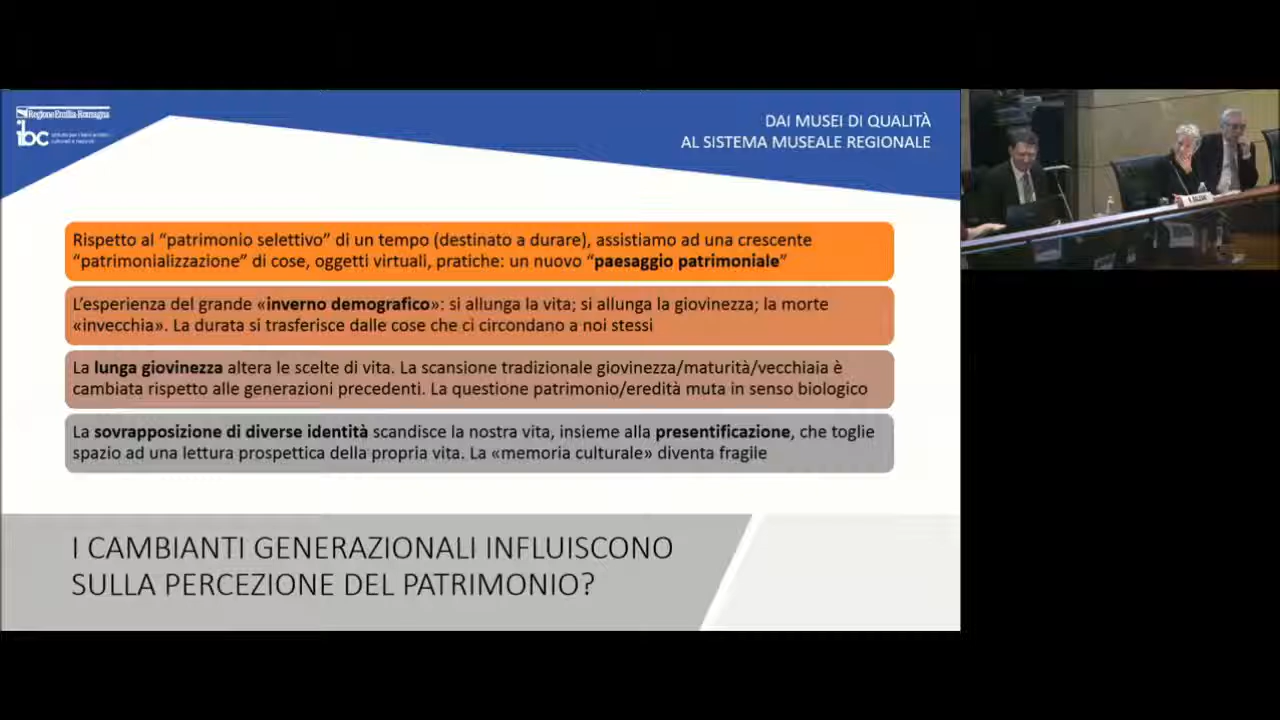 Regione Emilia-Romagna
ibc
DAI MUSEI DI QUALITÀ
AL SISTEMA MUSEALE REGIONALE
Rispetto al “patrimonio selettivo” di un tempo (destinato a durare), assistiamo ad una crescente
“patrimonializzazione” di cose, oggetti virtuali, pratiche: un nuovo “paesaggio patrimoniale”
L’esperienza del grande «inverno demografico»: si allunga la vita; si allunga la giovinezza; la morte
«invecchia». La durata si trasferisce dalle cose che ci circondano a noi stessi
La lunga giovinezza altera le scelte di vita. La scansione tradizionale giovinezza/maturità/vecchiaia è
cambiata rispetto alle generazioni precedenti. La questione patrimonio/eredità muta in senso biologico
La sovrapposizione di diverse identità scandisce la nostra vita, insieme alla presentificazione, che toglie
spazio ad una lettura prospettica della propria vita. La «memoria culturale» diventa fragile
I CAMBIANTI GENERAZIONALI INFLUISCONO
SULLA PERCEZIONE DEL PATRIMONIO?